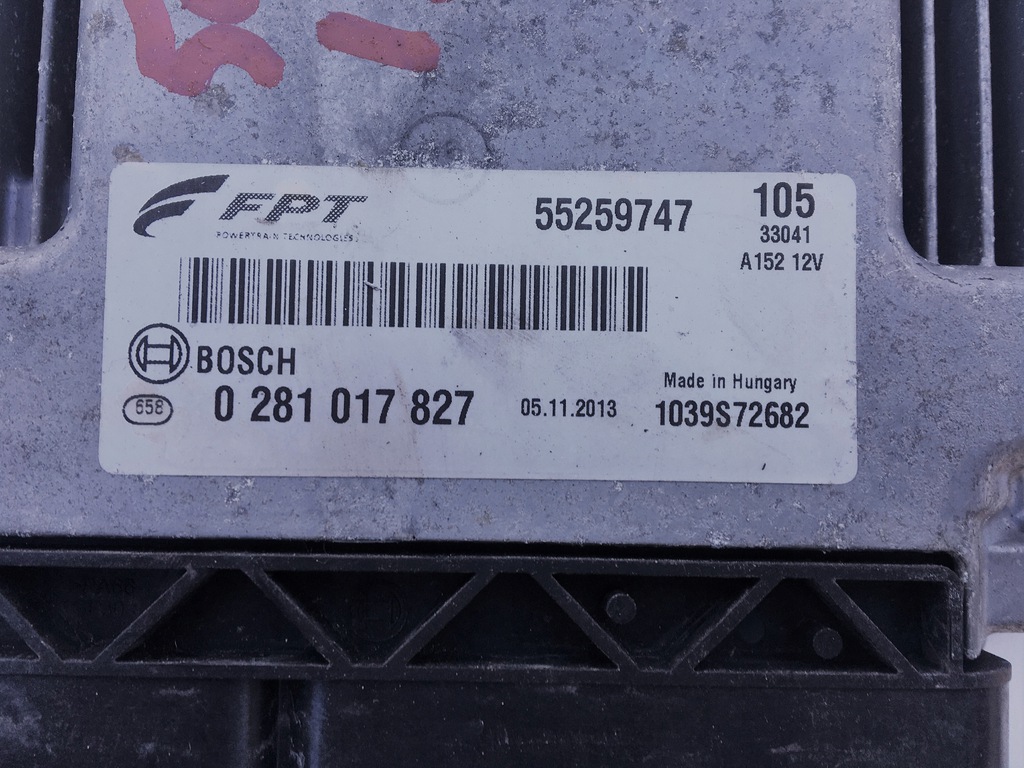 FPT
POWERTRAIN TECHNOLOGIES
55259747
105
33041
A152 12V
BOSCH
658
0 281 017 827
05.11.2013
Made in Hungary
1039S72682